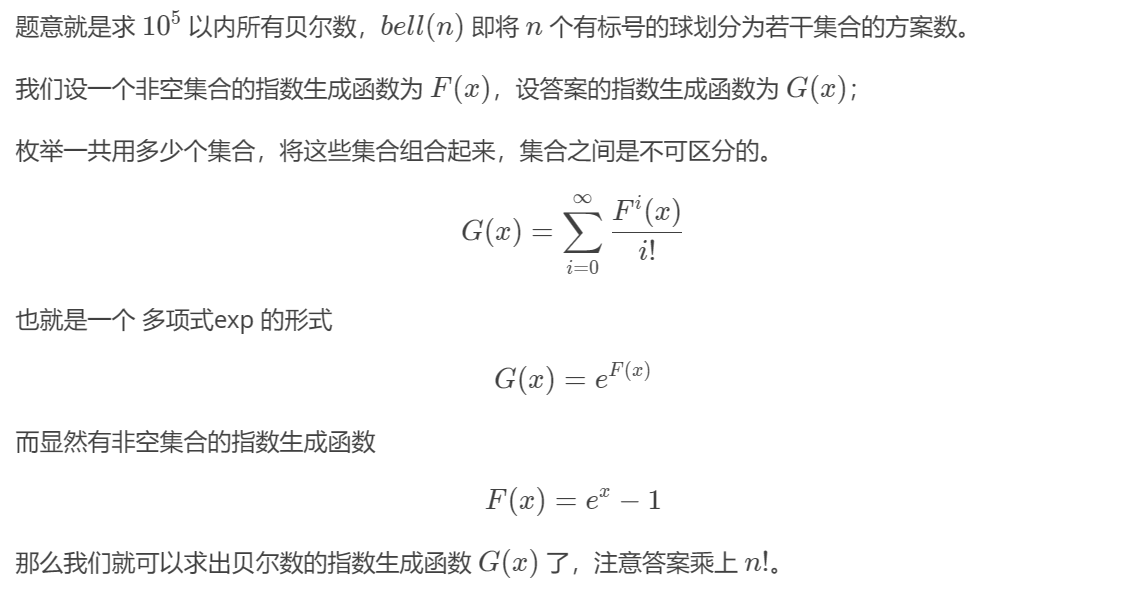 题意就是求 $10^5$ 以内所有贝尔数，$bell(n)$ 即将 $n$ 个有标号的球划分为若干集合的方案数。
我们设一个非空集合的指数生成函数为 $F(x)$，设答案的指数生成函数为 $G(x)$；
枚举一共用多少个集合，将这些集合组合起来，集合之间是不可区分的。
$G(x) = \sum_{i=0}^{\infty} \frac{F^i(x)}{i!}$
也就是一个 多项式exp 的形式
$G(x) = e^{F(x)}$
而显然有非空集合的指数生成函数
$F(x) = e^x - 1$
那么我们就可以求出贝尔数的指数生成函数 $G(x)$ 了，注意答案乘上 $n!$。